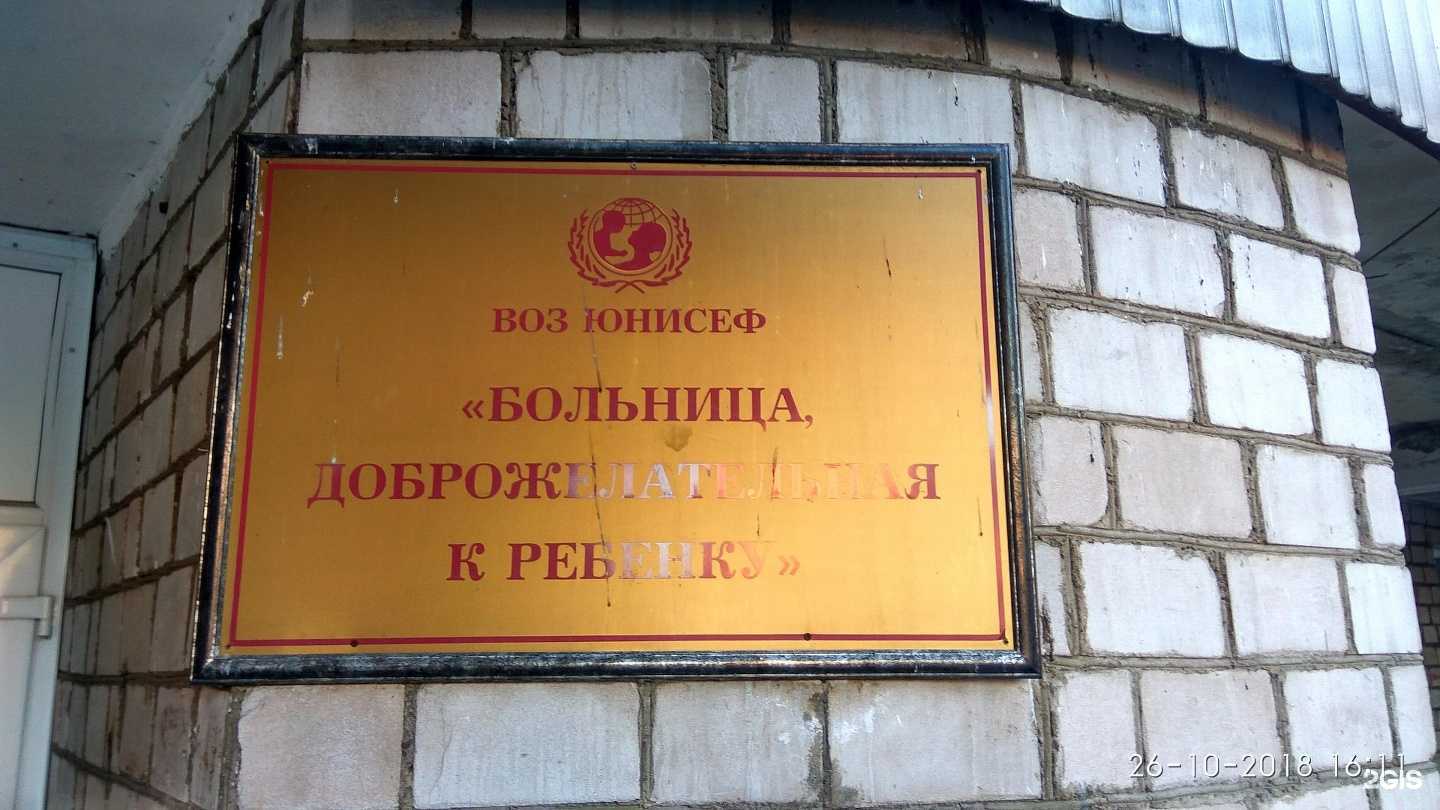 ВОЗ ЮНИСЕФ
«БОЛЬНИЦА,
ДОБРОЖЕЛАТЕЛЬНАЯ
К РЕБЕНКУ»
26-10-2018 16:11
2GIS